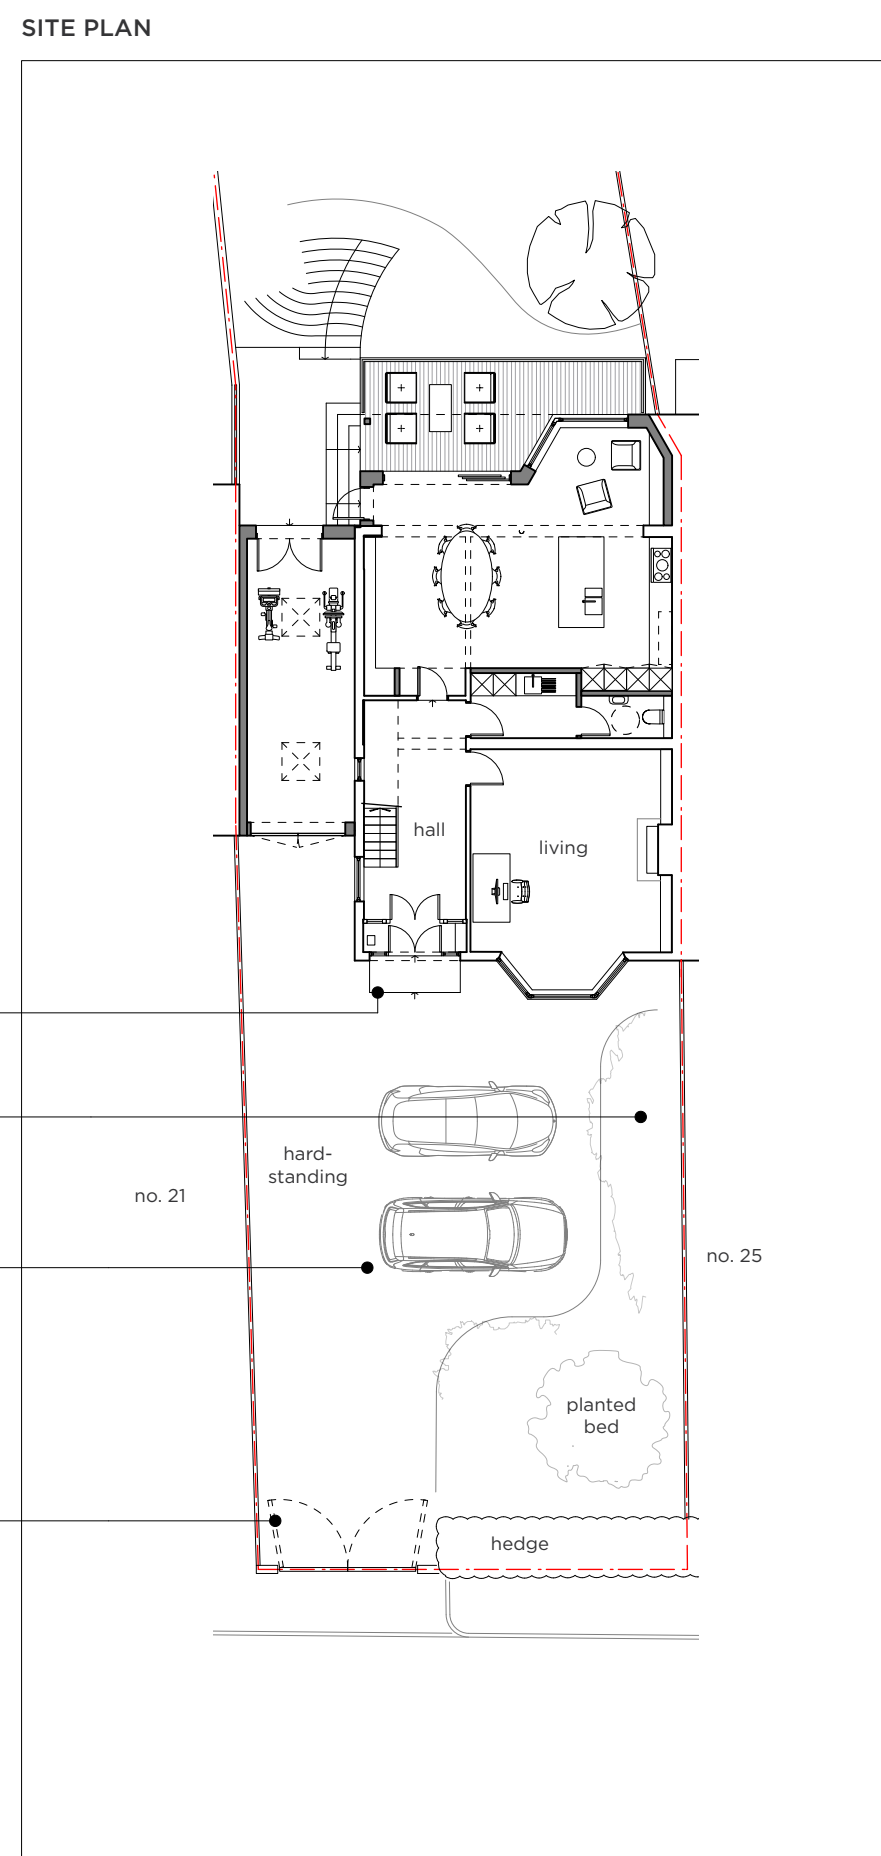 SITE PLAN
hall
living
hard-
standing
no. 21
no. 25
planted
bed
hedge